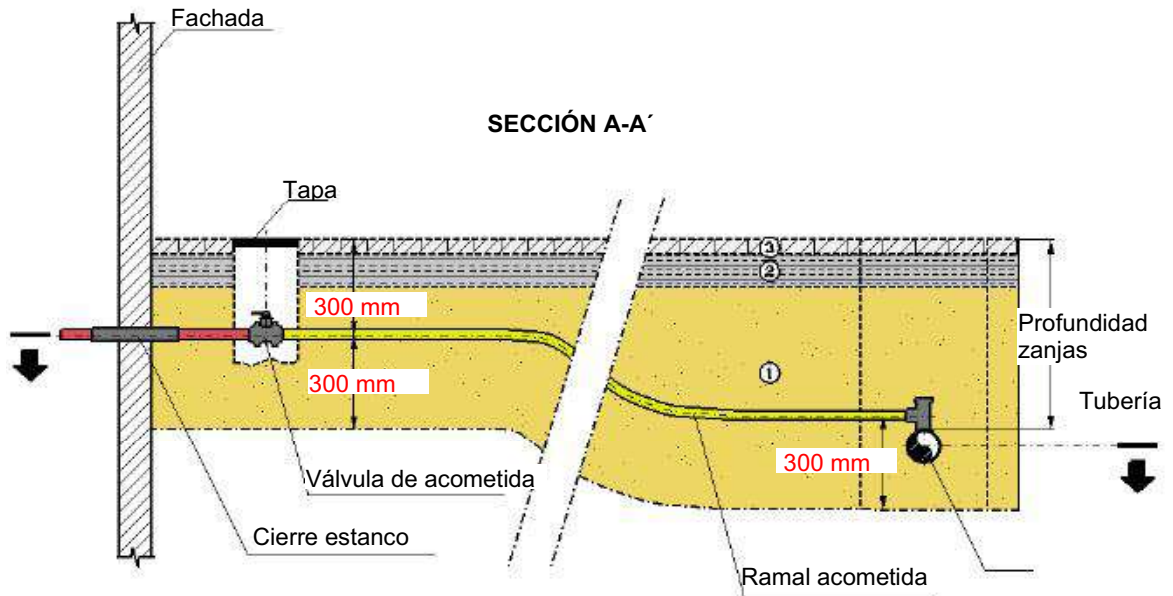 Fachada
SECCIÓN A-A´
Tapa
③
②
300 mm
Profundidad
zanjas
①
300 mm
Tubería
300 mm
Válvula de acometida
Cierre estanco
Ramal acometida